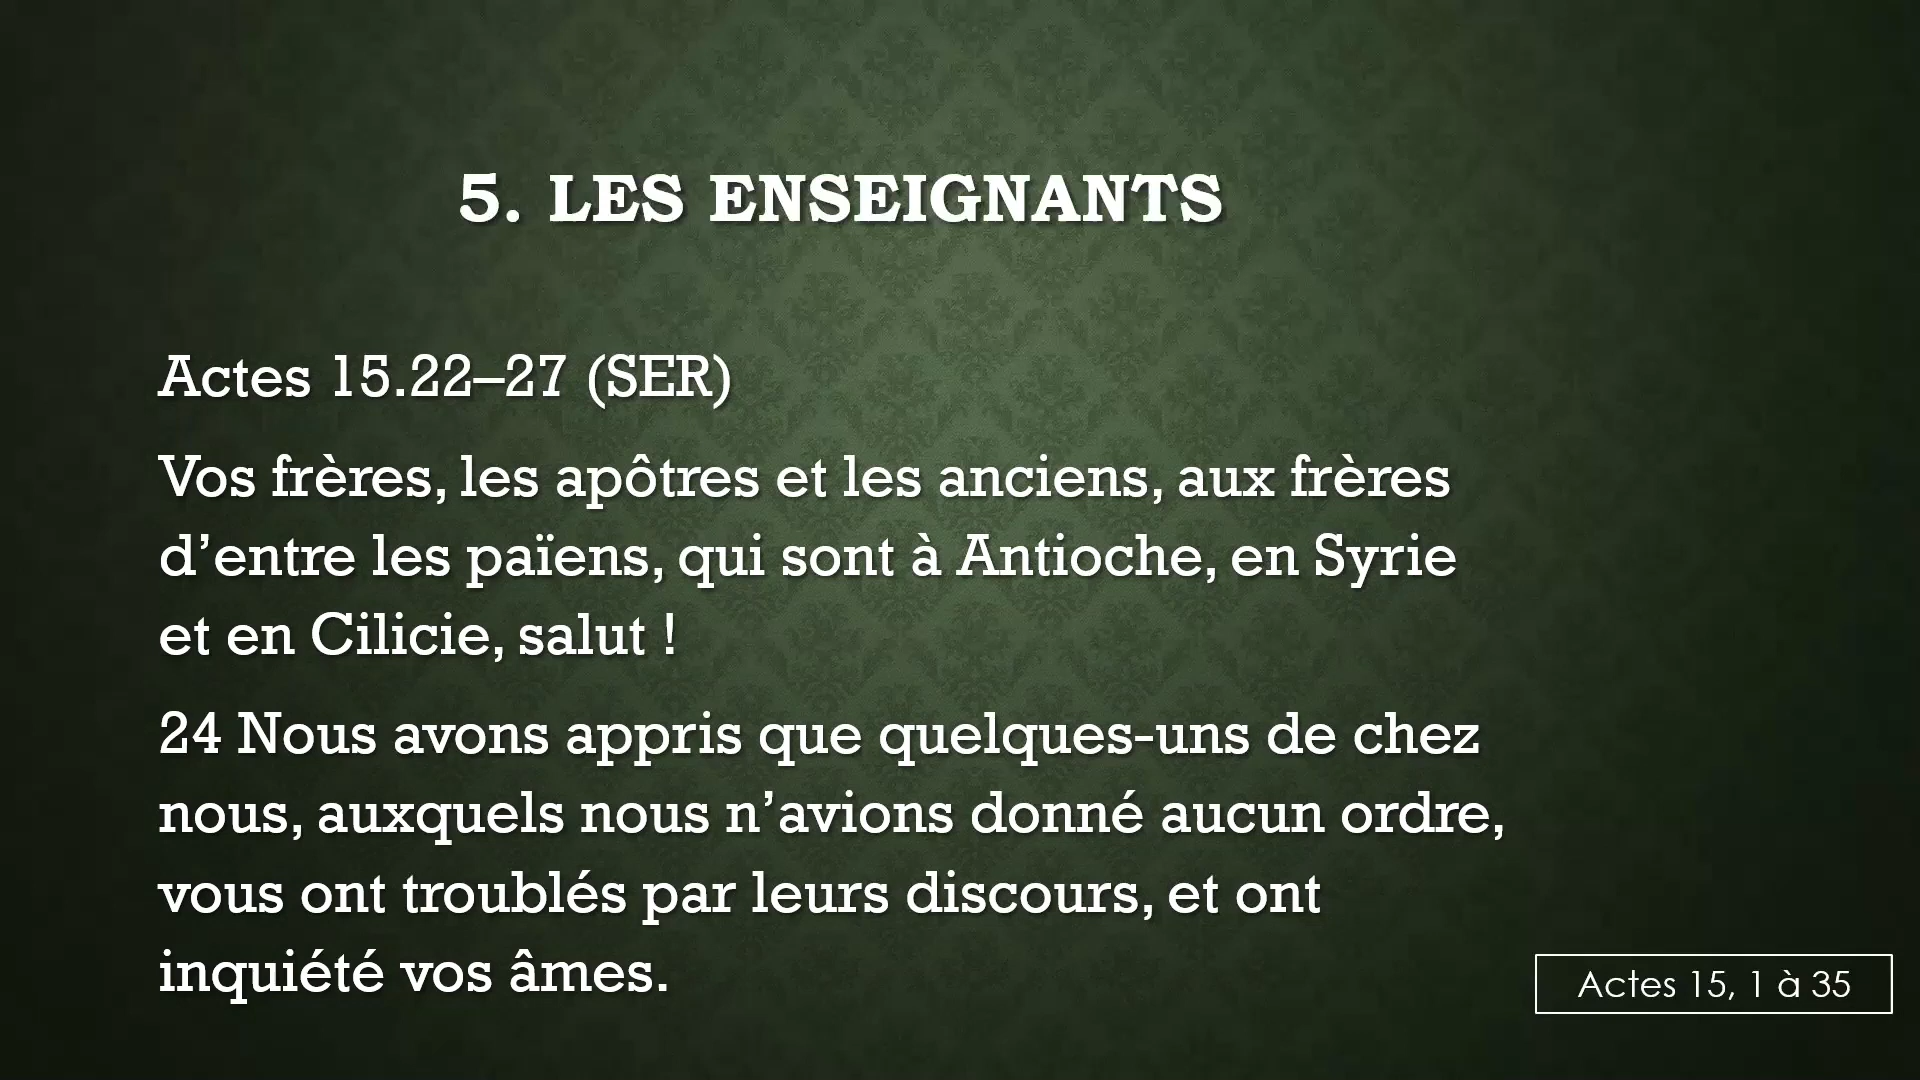 5. LES ENSEIGNANTS
Actes 15.22–27 (SER)
Vos frères, les apôtres et les anciens, aux frères
d’entre les païens, qui sont à Antioche, en Syrie
et en Cilicie, salut !
24 Nous avons appris que quelques-uns de chez
nous, auxquels nous n’avions donné aucun ordre,
vous ont troublés par leurs discours, et ont
inquiété vos âmes.
Actes 15, 1 à 35